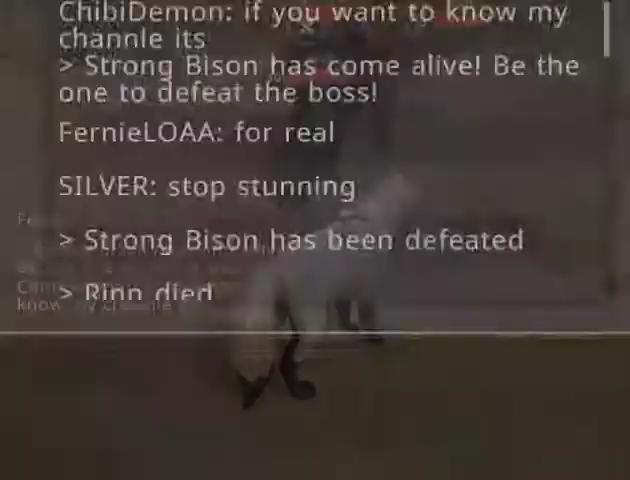 ChibiDemon: if you want to know my
channle its
> Strong Bison has come alive! Be the
one to defeat the boss!
FernieLOAA: for real
SILVER: stop stunning
> Strong Bison has been defeated
> Rinn died